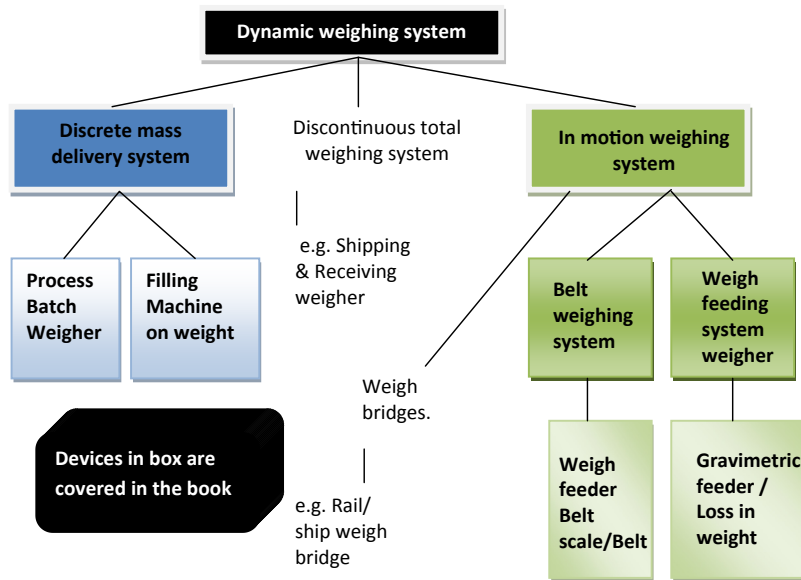 Dynamic weighing system
Discrete mass
delivery system
Discontinuous total
weighing system
In motion weighing
system
e.g. Shipping
& Receiving
weigher
Process
Batch
Weigher
Filling
Machine
on weight
Belt
weighing
system
Weigh
feeding
system
weigher
Weigh
bridges.
Devices in box are
covered in the book
e.g. Rail/
ship weigh
bridge
Weigh
feeder
Belt
scale/Belt
Gravimetric
feeder /
Loss in
weight